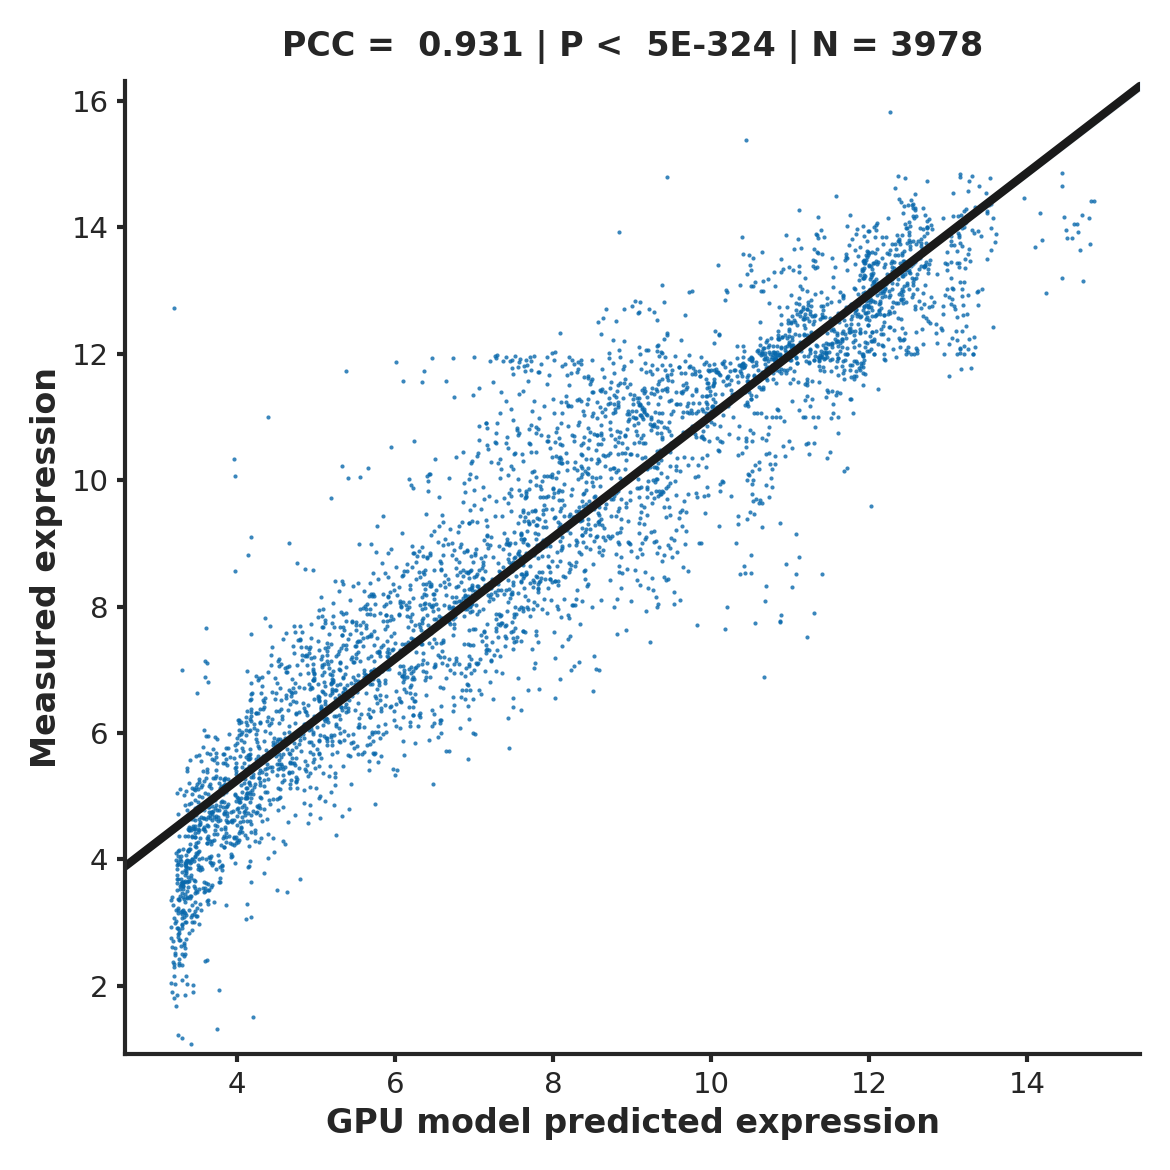 PCC =  0.931 | P <  5E-324 | N = 3978
Measured expression
16
14
12
10
8
6
4
2
4 6 8 10 12 14
GPU model predicted expression